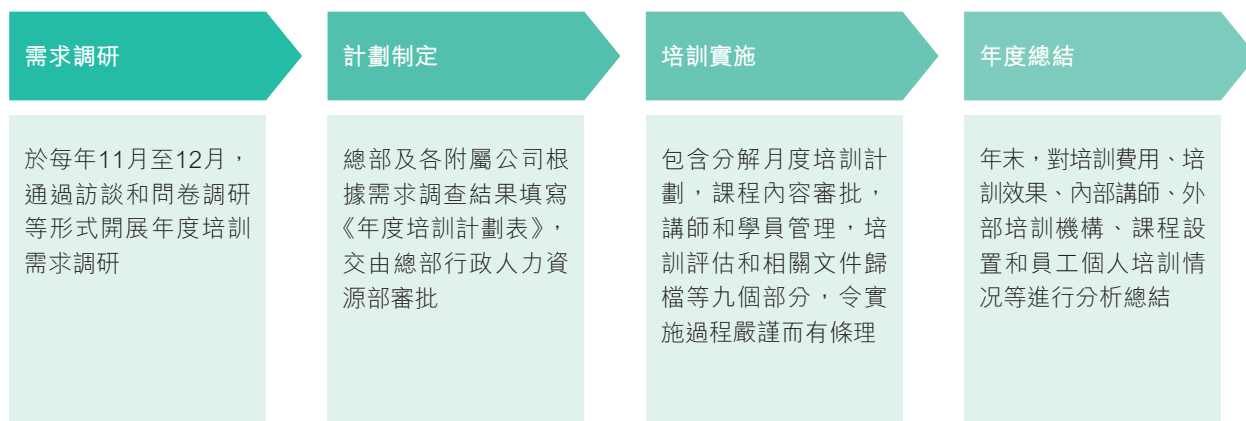 需求調研
於每年11月至12月，
通過訪談和問卷調研
等形式開展年度培訓
需求調研
計劃制定
總部及各附屬公司根
據需求調查結果填寫
《年度培訓計劃表》，
交由總部行政人力資
源部審批
培訓實施
包含分解月度培訓計
劃，課程內容審批，
講師和學員管理，培
訓評估和相關文件歸
檔等九個部分，令實
施過程嚴謹而有條理
年度總結
年末，對培訓費用、培
訓效果、內部講師、外
部培訓機構、課程設
置和員工個人培訓情
況等進行分析總結